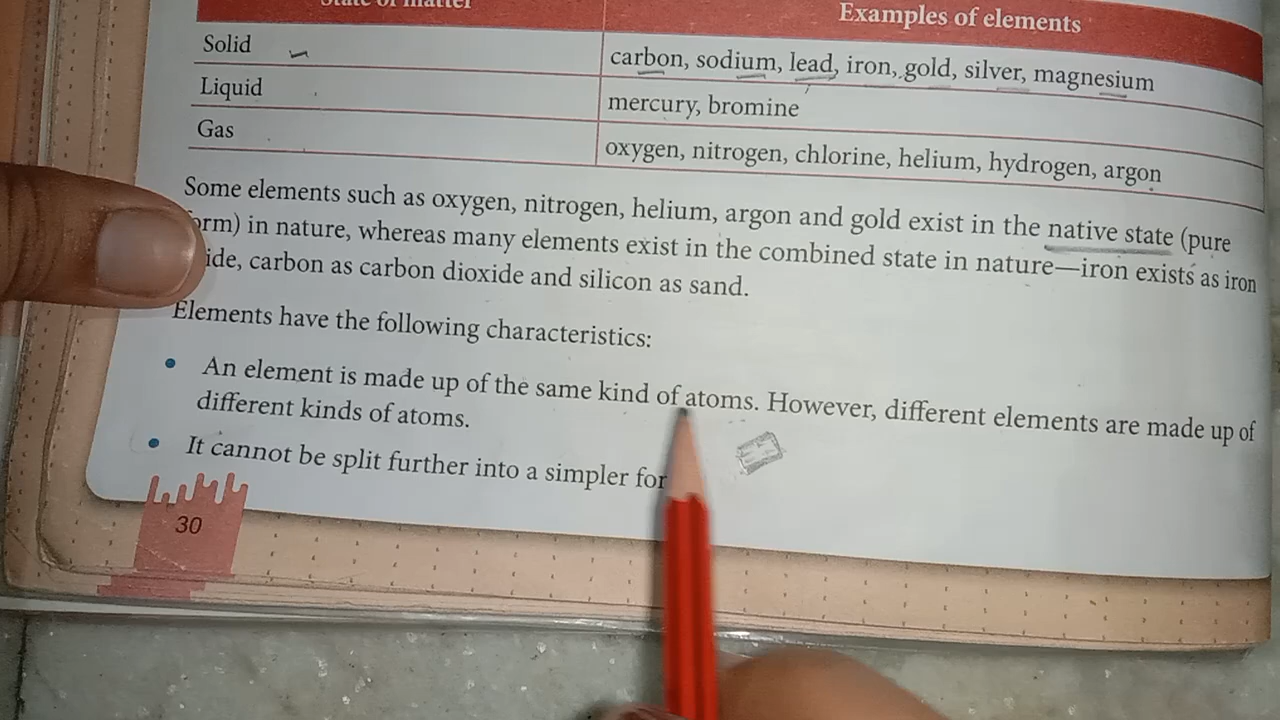 State of matter Examples of elements
Solid carbon, sodium, lead, iron, gold, silver, magnesium
Liquid mercury, bromine
Gas oxygen, nitrogen, chlorine, helium, hydrogen, argon
Some elements such as oxygen, nitrogen, helium, argon and gold exist in the native state (pure
orm) in nature, whereas many elements exist in the combined state in nature—iron exists as iron
ide, carbon as carbon dioxide and silicon as sand.
Elements have the following characteristics:
• An element is made up of the same kind of atoms. However, different elements are made up of
different kinds of atoms.
• It cannot be split further into a simpler for
30